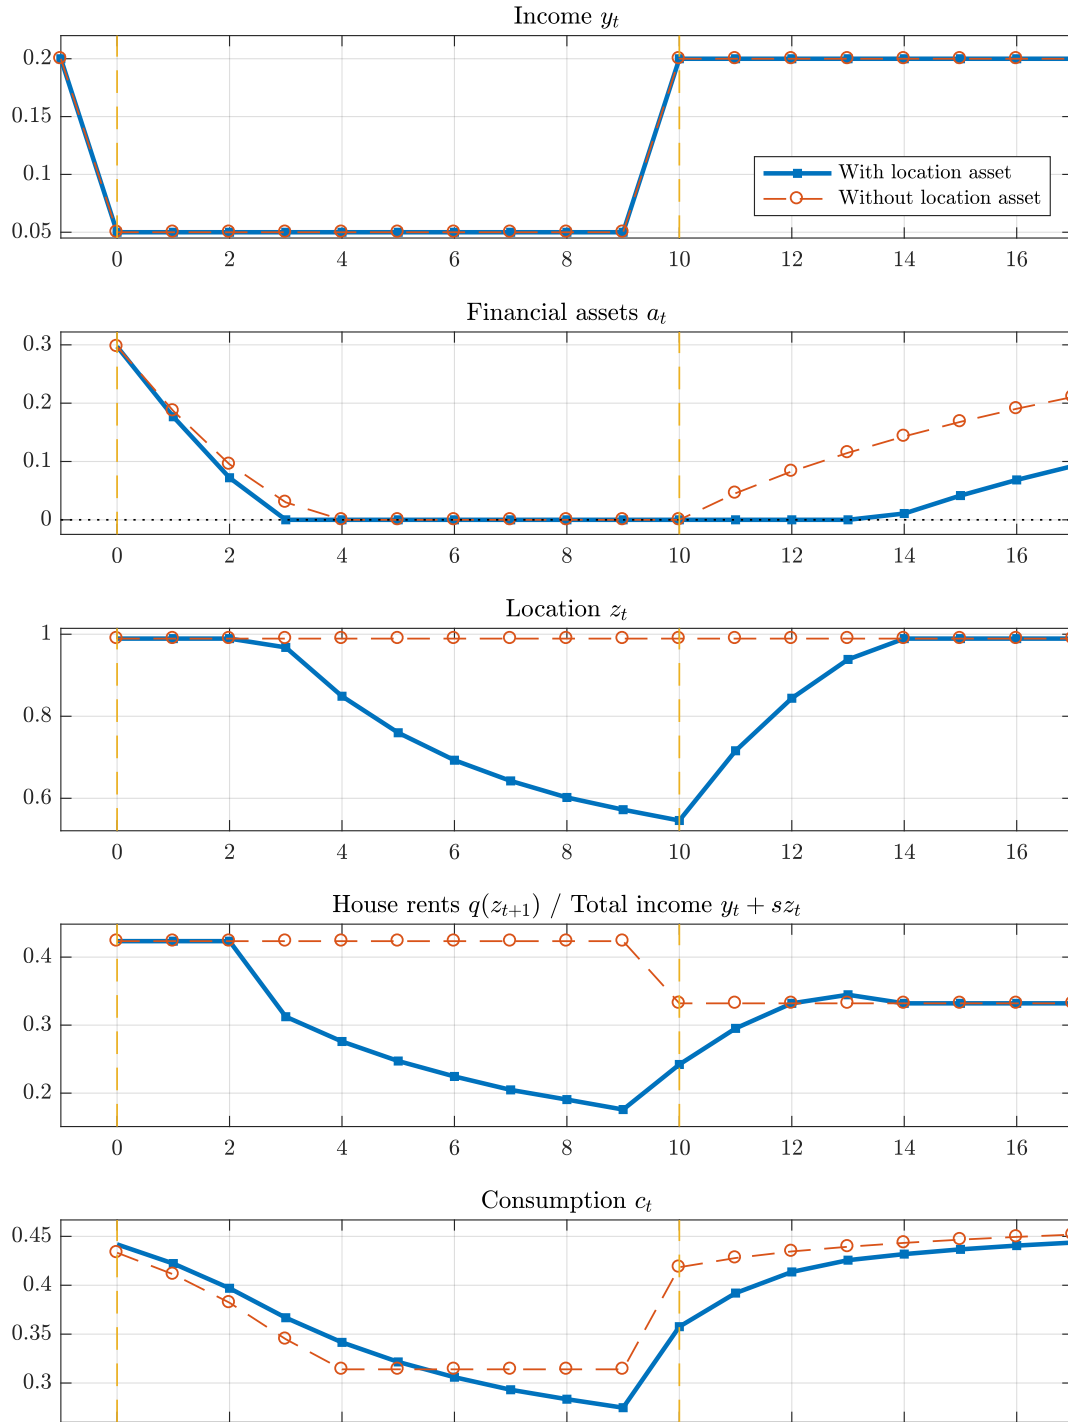 Income y_t
0.2
0.15
0.1
0.05
With location asset
Without location asset
0 2 4 6 8 10 12 14 16
Financial assets a_t
0.3
0.2
0.1
0
0 2 4 6 8 10 12 14 16
Location z_t
1
0.8
0.6
0 2 4 6 8 10 12 14 16
House rents q(z_{t+1}) / Total income y_t + sz_t
0.4
0.3
0.2
0 2 4 6 8 10 12 14 16
Consumption c_t
0.45
0.4
0.35
0.3